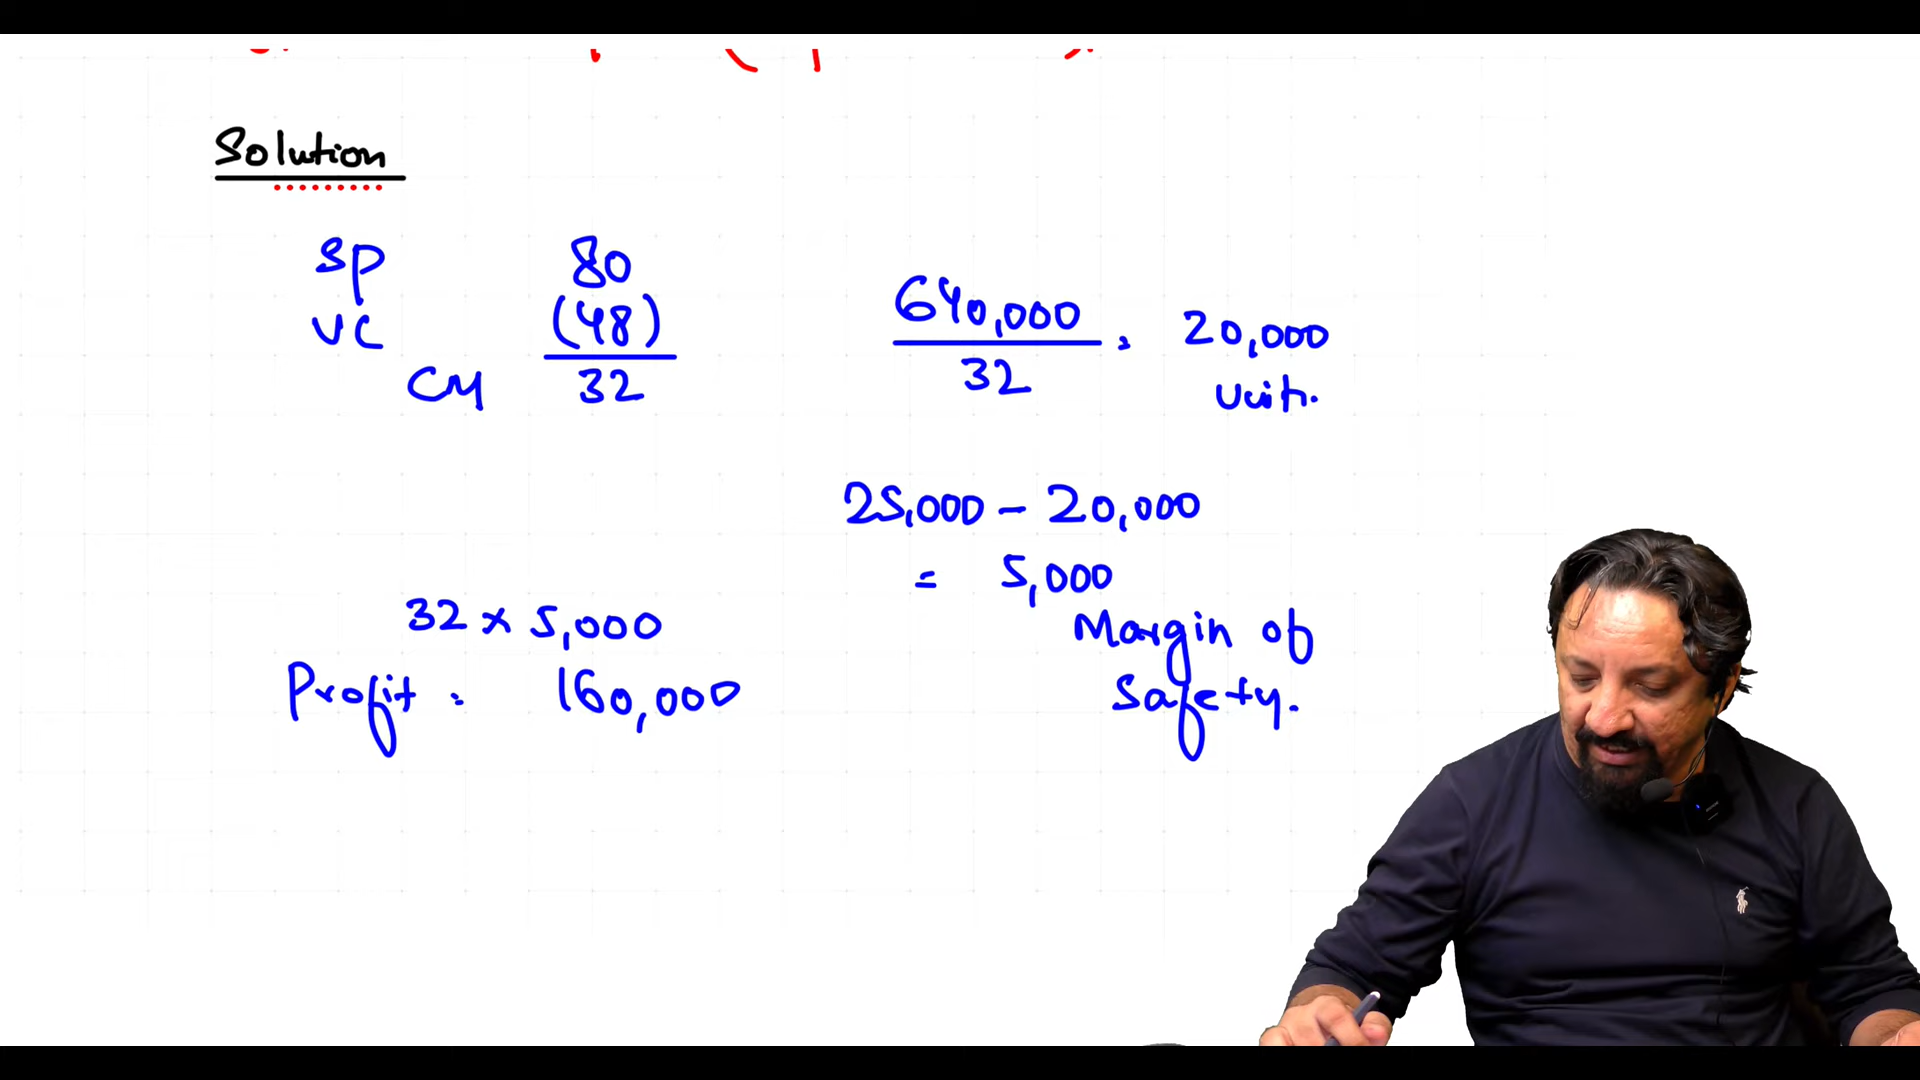 Solution
SP 80
VC (48)
CM 32
640,000
32
= 20,000
Units.
25,000 - 20,000
= 5,000
Margin of
Safety.
32 × 5,000
Profit = 160,000